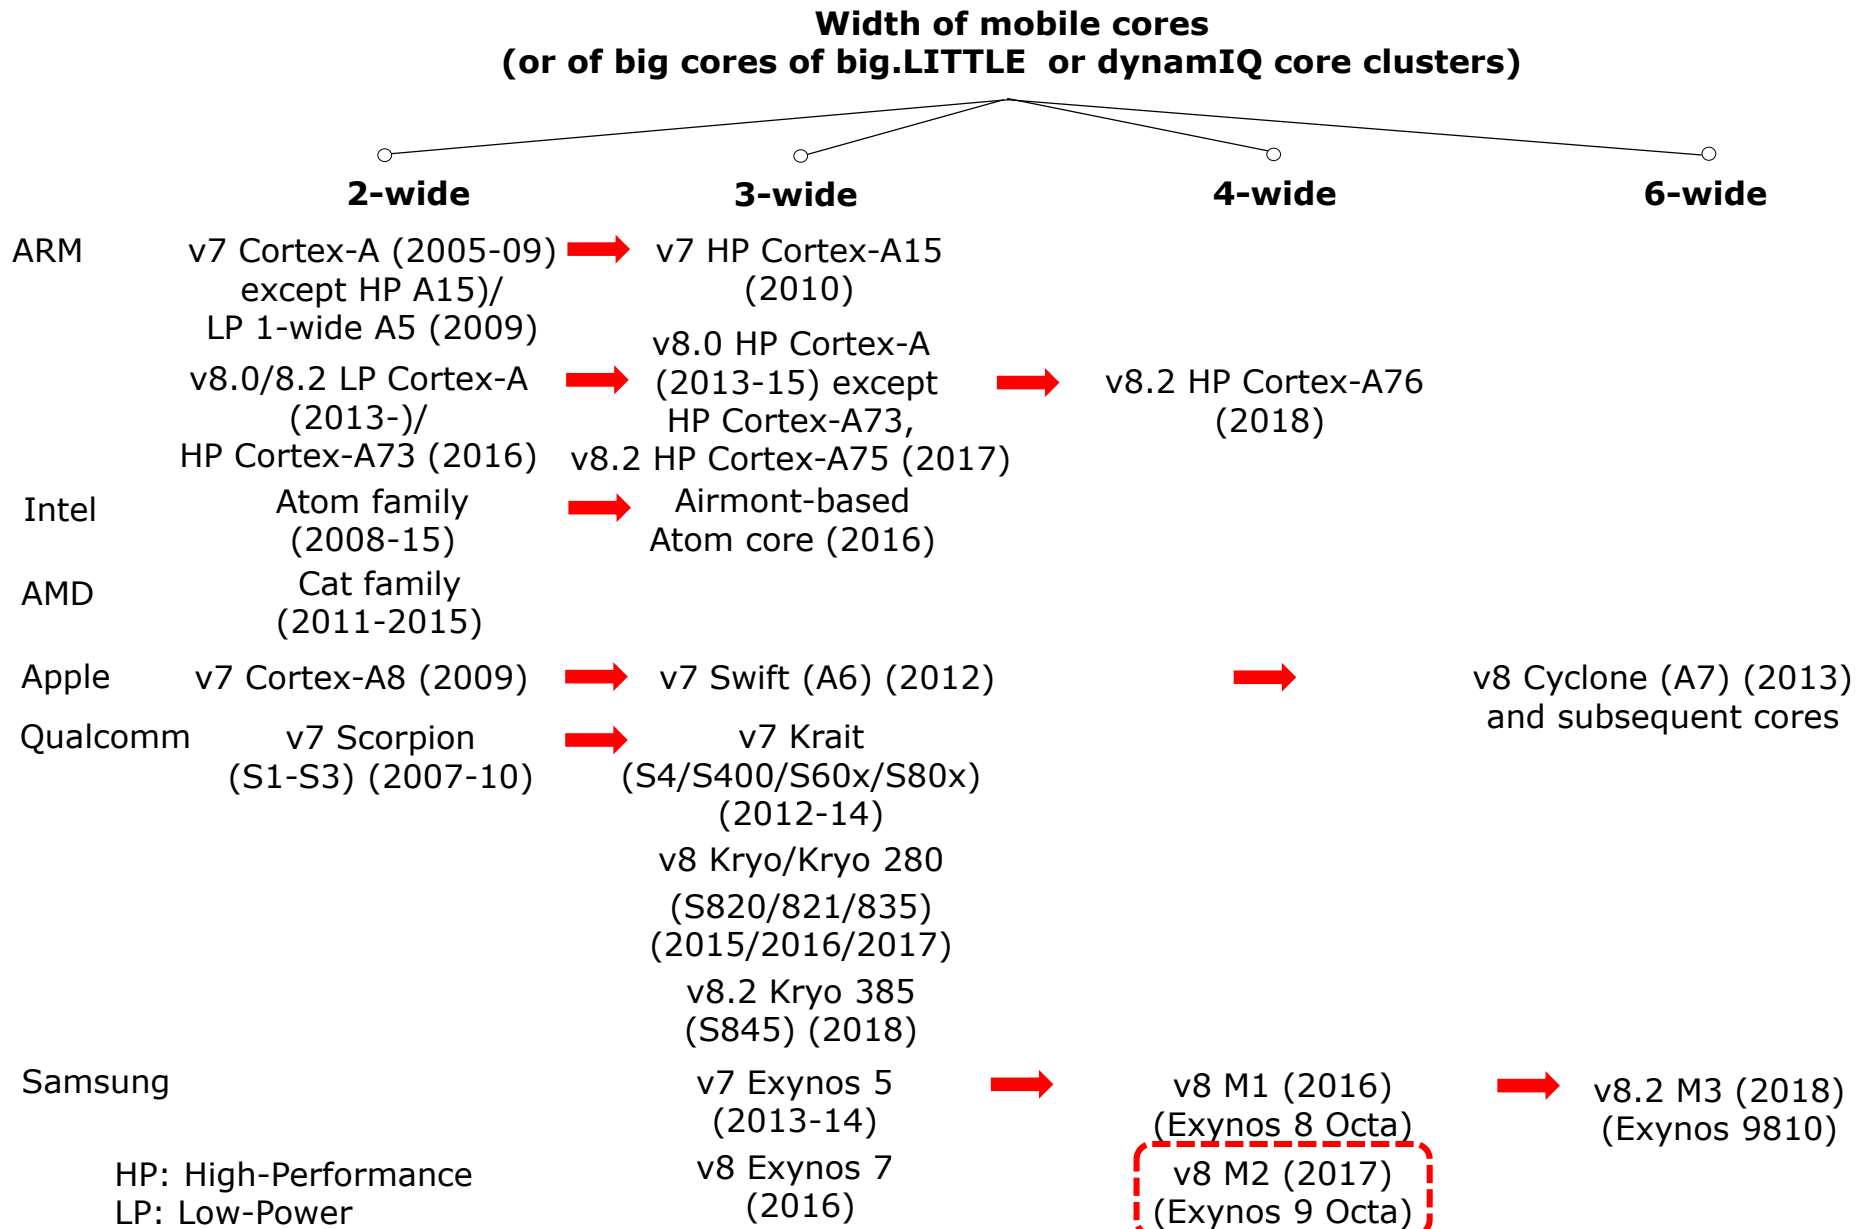 Width of mobile cores
(or of big cores of big.LITTLE or dynamIQ core clusters)
2-wide
3-wide
4-wide
6-wide
ARM
v7 Cortex-A (2005-09)
except HP A15)/
LP 1-wide A5 (2009)
v7 HP Cortex-A15
(2010)
v8.0/8.2 LP Cortex-A
(2013-)/
HP Cortex-A73 (2016)
v8.0 HP Cortex-A
(2013-15) except
HP Cortex-A73,
v8.2 HP Cortex-A75 (2017)
v8.2 HP Cortex-A76
(2018)
Intel
Atom family
(2008-15)
Airmont-based
Atom core (2016)
AMD
Cat family
(2011-2015)
Apple
v7 Cortex-A8 (2009)
v7 Swift (A6) (2012)
v8 Cyclone (A7) (2013)
and subsequent cores
Qualcomm
v7 Scorpion
(S1-S3) (2007-10)
v7 Krait
(S4/S400/S60x/S80x)
(2012-14)
v8 Kryo/Kryo 280
(S820/821/835)
(2015/2016/2017)
v8.2 Kryo 385
(S845) (2018)
Samsung
v7 Exynos 5
(2013-14)
v8 M1 (2016)
(Exynos 8 Octa)
v8.2 M3 (2018)
(Exynos 9810)
v8 Exynos 7
(2016)
v8 M2 (2017)
(Exynos 9 Octa)
HP: High-Performance
LP: Low-Power